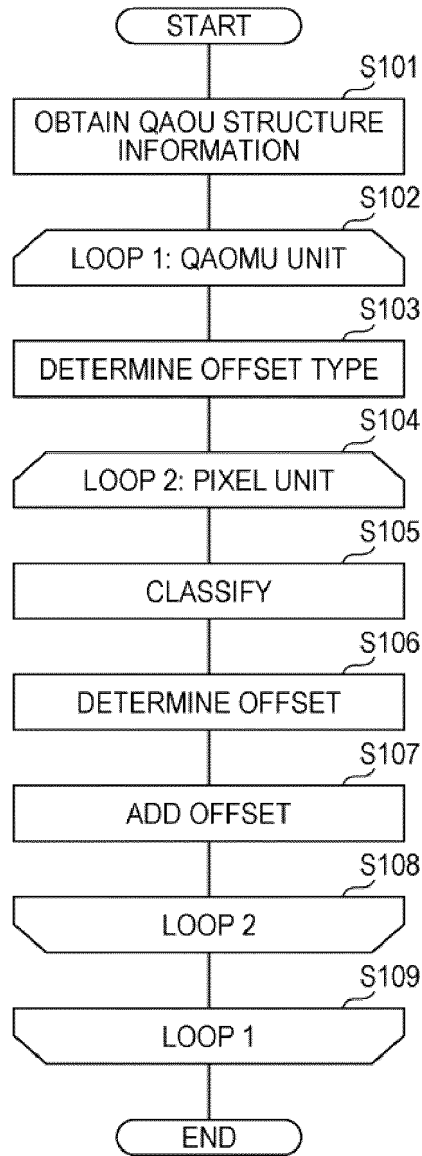 START
S101
OBTAIN QAOU STRUCTURE
INFORMATION
S102
LOOP 1: QAOMU UNIT
S103
DETERMINE OFFSET TYPE
S104
LOOP 2: PIXEL UNIT
S105
CLASSIFY
S106
DETERMINE OFFSET
S107
ADD OFFSET
S108
LOOP 2
S109
LOOP 1
END